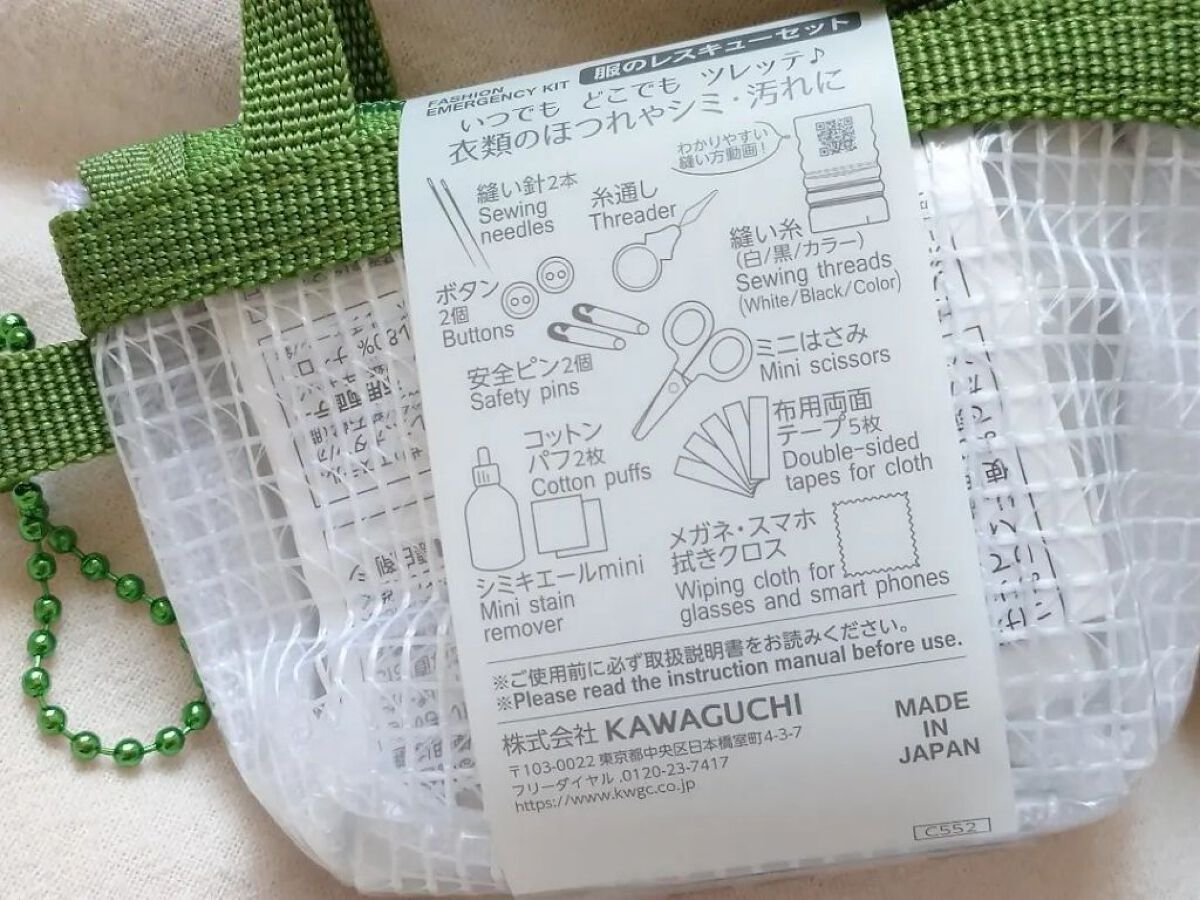 FASHION
EMERGENCY KIT 服のレスキューセット
いつでも どこでも ツレッテ♪
衣類のほつれやシミ・汚れに
わかりやすい
縫い方動画!
縫い針2本
Sewing
needles
糸通し
Threader
縫い糸
(白/黒/カラー)
Sewing threads
(White/Black/Color)
ボタン
2個
Buttons
安全ピン2個
Safety pins
ミニはさみ
Mini scissors
布用両面
テープ5枚
Double-sided
tapes for cloth
コットン
パフ2枚
Cotton puffs
シミキエールmini
Mini stain
remover
メガネ・スマホ
拭きクロス
Wiping cloth for
glasses and smart phones
※ご使用前に必ず取扱説明書をお読みください。
※Please read the instruction manual before use.
株式会社 KAWAGUCHI
〒103-0022 東京都中央区日本橋室町4-3-7
フリーダイヤル.0120-23-7417
https://www.kwgc.co.jp
MADE
IN
JAPAN
C552